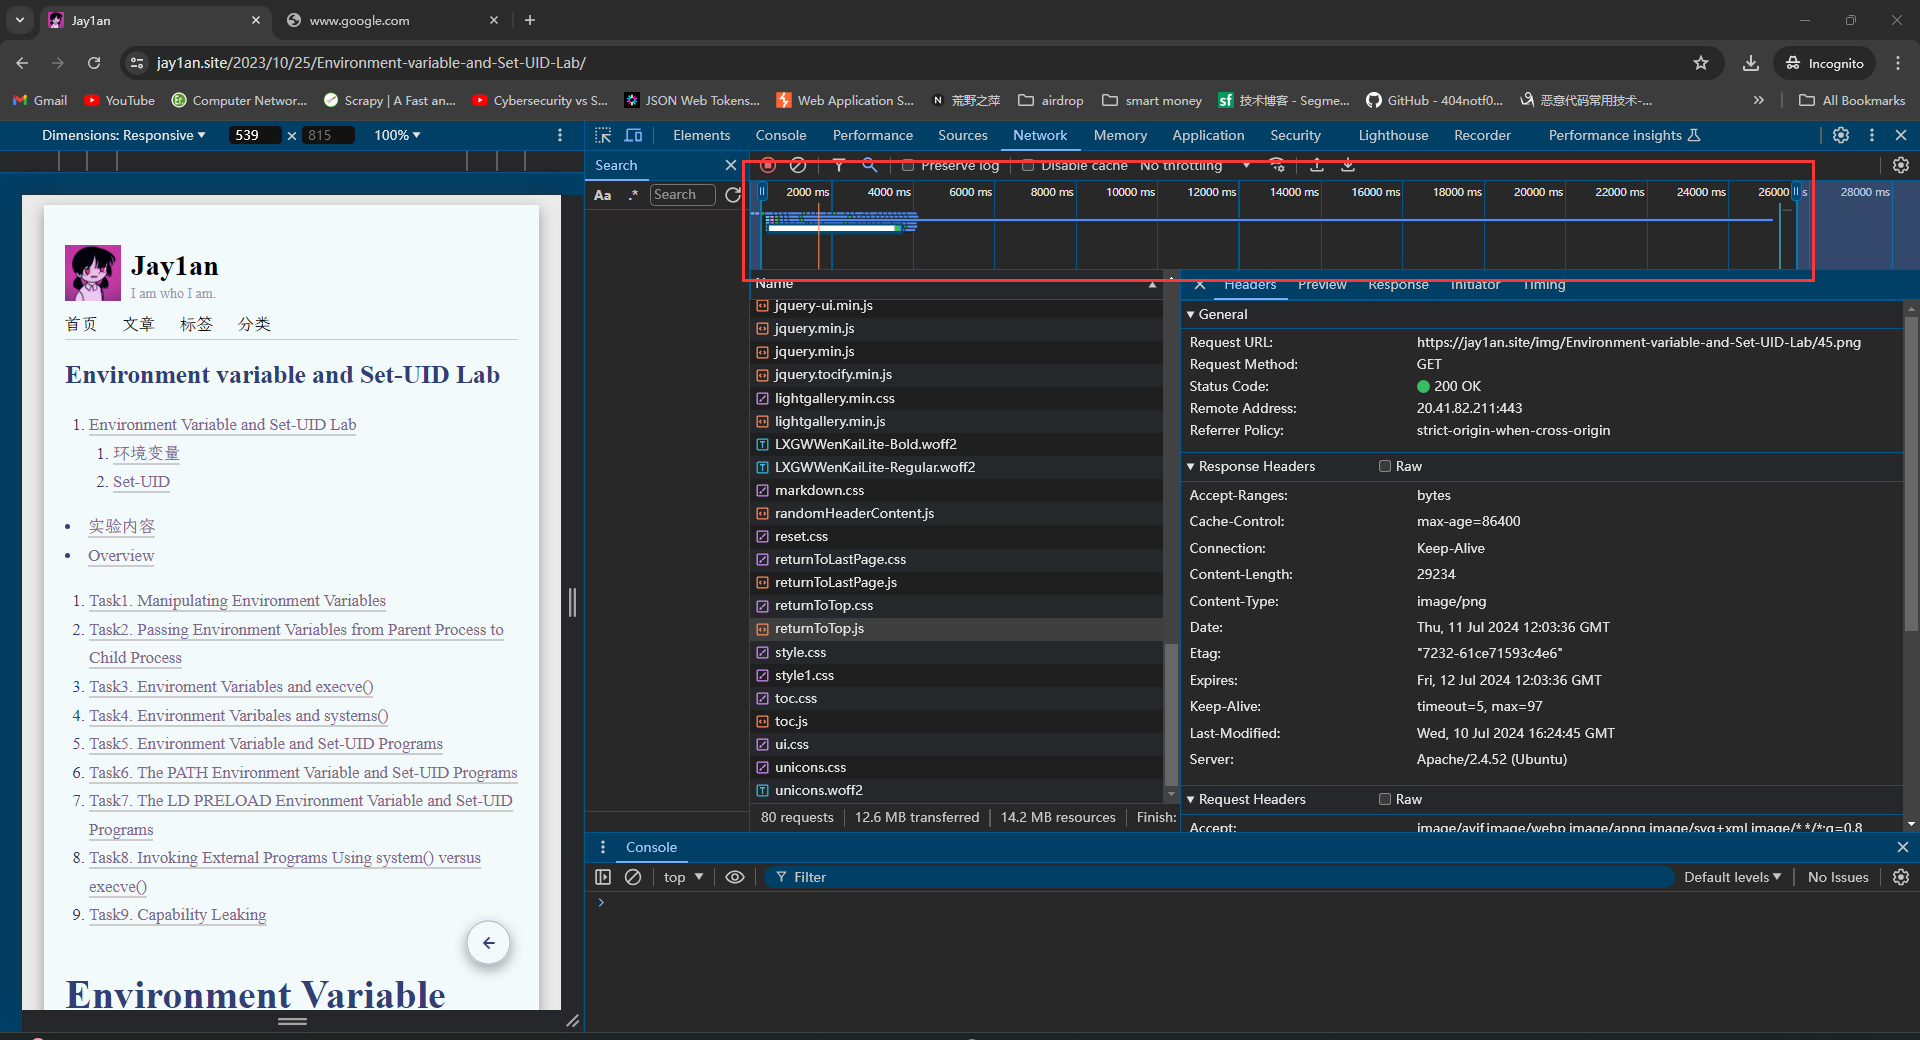 Jay1an
www.google.com
jay1an.site/2023/10/25/Environment-variable-and-Set-UID-Lab/
Incognito
Gmail
YouTube
Computer Networ...
Scrapy | A Fast an...
Cybersecurity vs S...
JSON Web Tokens...
Web Application S...
荒野之萍
airdrop
smart money
技术博客 - Segme...
GitHub - 404notf0...
恶意代码常用技术-...
All Bookmarks
Dimensions: Responsive
539 × 815
100%
Elements
Console
Performance
Sources
Network
Memory
Application
Security
Lighthouse
Recorder
Performance insights
Search
Preserve log
Disable cache
No throttling
Aa
.*
Search
2000 ms
4000 ms
6000 ms
8000 ms
10000 ms
12000 ms
14000 ms
16000 ms
18000 ms
20000 ms
22000 ms
24000 ms
26000 s
28000 ms
Jay1an
I am who I am.
首页 文章 标签 分类
Environment variable and Set-UID Lab
1. Environment Variable and Set-UID Lab
1. 环境变量
2. Set-UID
• 实验内容
• Overview
1. Task1. Manipulating Environment Variables
2. Task2. Passing Environment Variables from Parent Process to
Child Process
3. Task3. Enviroment Variables and execve()
4. Task4. Environment Varibales and systems()
5. Task5. Environment Variable and Set-UID Programs
6. Task6. The PATH Environment Variable and Set-UID Programs
7. Task7. The LD PRELOAD Environment Variable and Set-UID
Programs
8. Task8. Invoking External Programs Using system() versus
execve()
9. Task9. Capability Leaking
Environment Variable
Name
jquery-ui.min.js
jquery.min.js
jquery.min.js
jquery.tocify.min.js
lightgallery.min.css
lightgallery.min.js
LXGWWenKaiLite-Bold.woff2
LXGWWenKaiLite-Regular.woff2
markdown.css
randomHeaderContent.js
reset.css
returnToLastPage.css
returnToLastPage.js
returnToTop.css
returnToTop.js
style.css
style1.css
toc.css
toc.js
ui.css
unicons.css
unicons.woff2
80 requests
12.6 MB transferred
14.2 MB resources
Finish:
Headers
Preview
Response
Initiator
Timing
General
Request URL: https://jay1an.site/img/Environment-variable-and-Set-UID-Lab/45.png
Request Method: GET
Status Code: 200 OK
Remote Address: 20.41.82.211:443
Referrer Policy: strict-origin-when-cross-origin
Response Headers
Raw
Accept-Ranges: bytes
Cache-Control: max-age=86400
Connection: Keep-Alive
Content-Length: 29234
Content-Type: image/png
Date: Thu, 11 Jul 2024 12:03:36 GMT
Etag: "7232-61ce71593c4e6"
Expires: Fri, 12 Jul 2024 12:03:36 GMT
Keep-Alive: timeout=5, max=97
Last-Modified: Wed, 10 Jul 2024 16:24:45 GMT
Server: Apache/2.4.52 (Ubuntu)
Request Headers
Raw
Accept: image/avif,image/webp,image/apng,image/svg+xml,image/*,*/*;q=0.8
Console
top
Filter
Default levels
No Issues